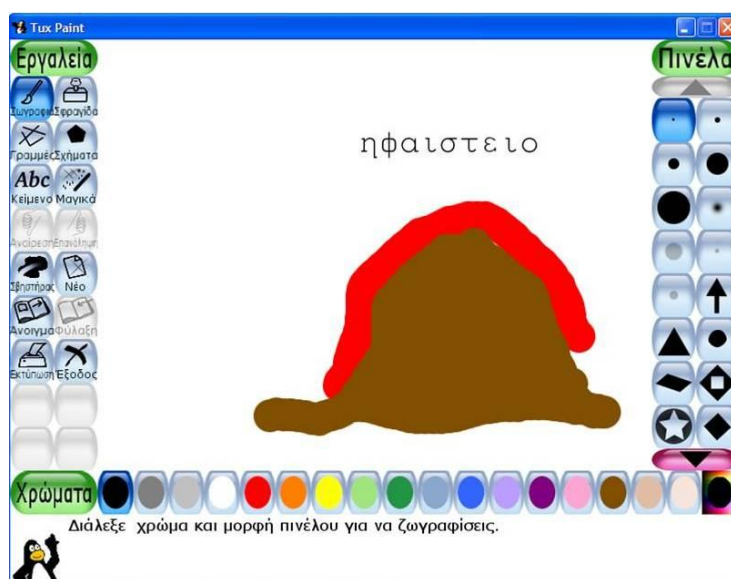 Tux Paint
Εργαλεία
Πινέλα
Ζωγραφιά Σφραγίδα
Γραμμές Σχήματα
Abc
Κείμενο Μαγικά
Αναίρεση Επανάληψη
Σβηστήρας Νέο
Άνοιγμα Φύλαξη
Εκτύπωση Έξοδος
ηφαιστειο
Χρώματα
Διάλεξε χρώμα και μορφή πινέλου για να ζωγραφίσεις.